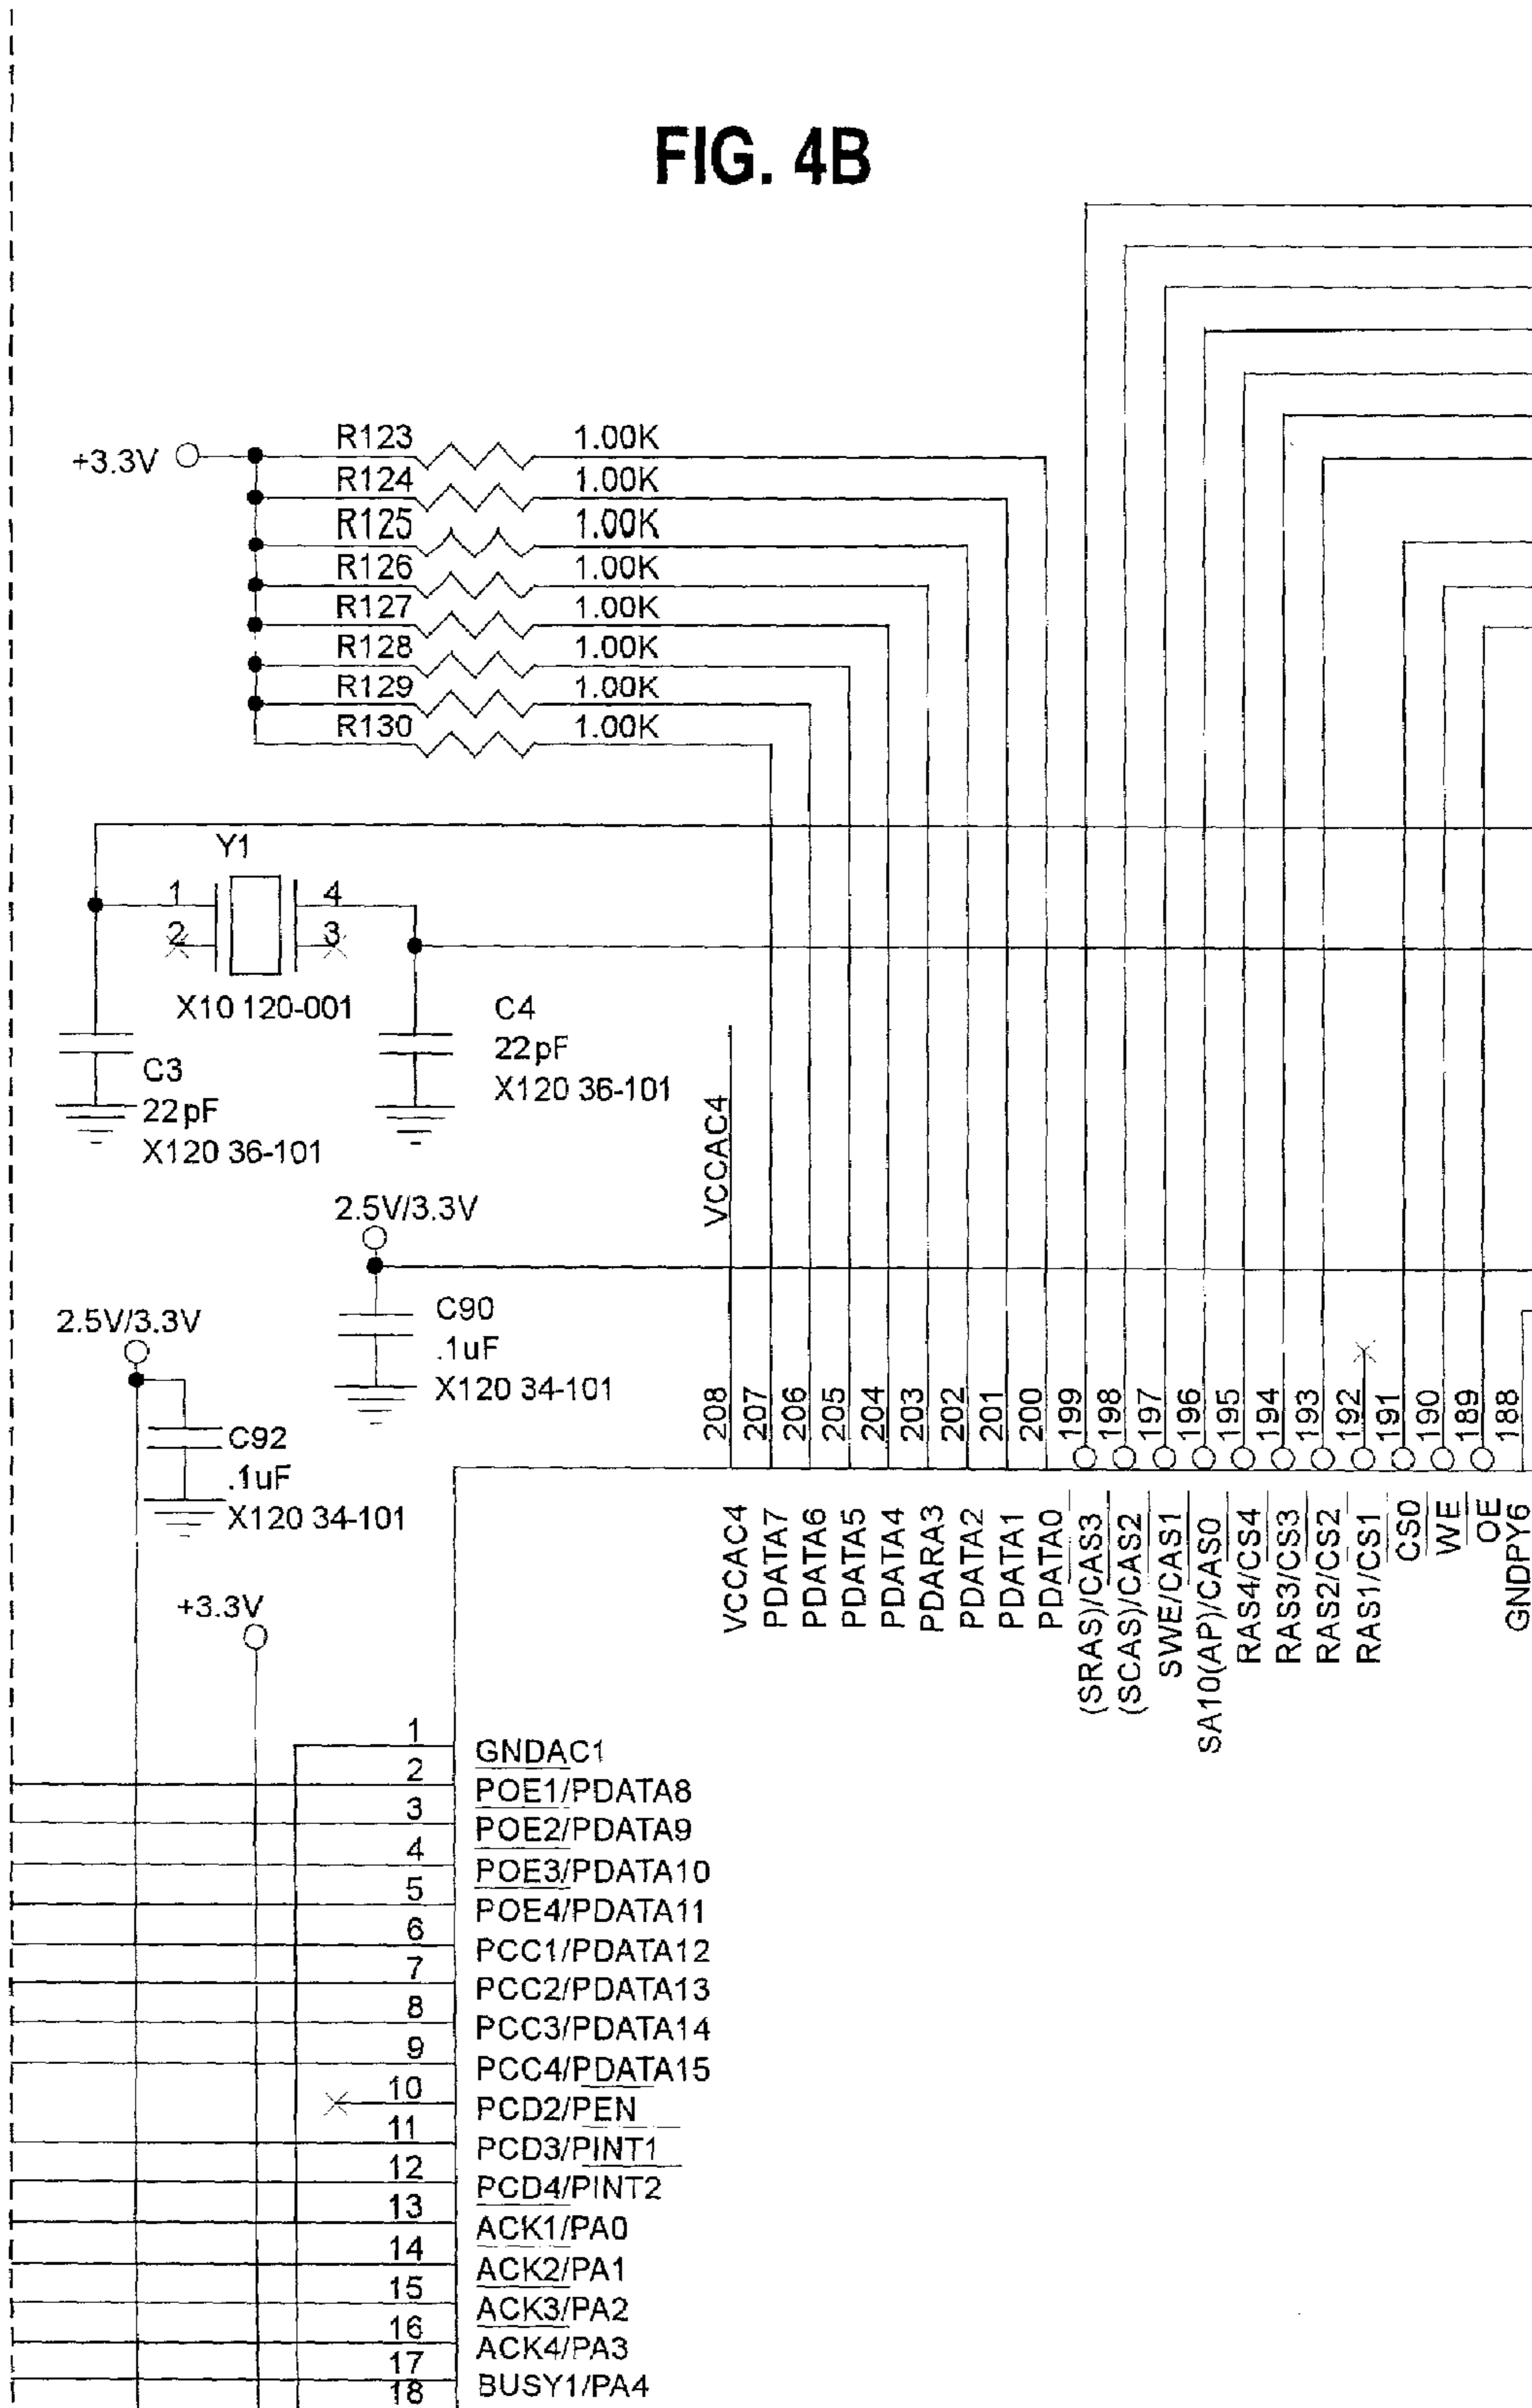 FIG. 4B
+3.3V
R123 1.00K
R124 1.00K
R125 1.00K
R126 1.00K
R127 1.00K
R128 1.00K
R129 1.00K
R130 1.00K
Y1
1 4
2 3
X10 120-001
C3
22pF
X120 36-101
C4
22pF
X120 36-101
VCCAC4
2.5V/3.3V
C90
.1uF
X120 34-101
2.5V/3.3V
C92
.1uF
X120 34-101
+3.3V
208 VCCAC4
207 PDATA7
206 PDATA6
205 PDATA5
204 PDATA4
203 PDARA3
202 PDATA2
201 PDATA1
200 PDATA0
199 (SRAS)/CAS3
198 (SCAS)/CAS2
197 SWE/CAS1
196 SA10(AP)/CAS0
195 RAS4/CS4
194 RAS3/CS3
193 RAS2/CS2
192 RAS1/CS1
191 CS0
190 WE
189 OE
188 GNDPY6
1 GNDAC1
2 POE1/PDATA8
3 POE2/PDATA9
4 POE3/PDATA10
5 POE4/PDATA11
6 PCC1/PDATA12
7 PCC2/PDATA13
8 PCC3/PDATA14
9 PCC4/PDATA15
10 PCD2/PEN
11 PCD3/PINT1
12 PCD4/PINT2
13 ACK1/PA0
14 ACK2/PA1
15 ACK3/PA2
16 ACK4/PA3
17 BUSY1/PA4
18